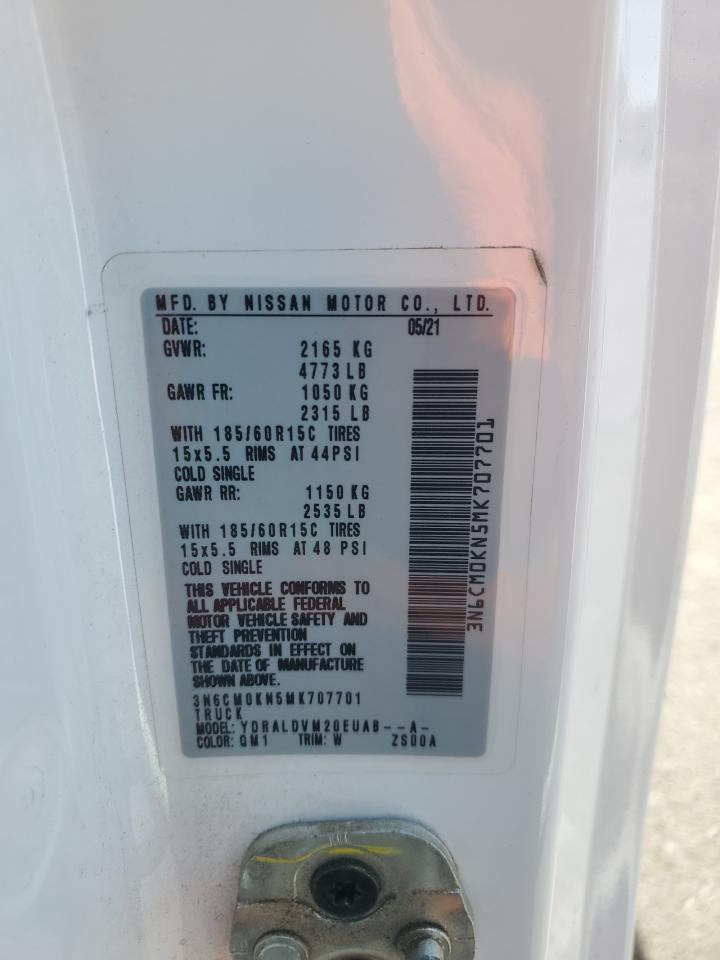 MFD. BY NISSAN MOTOR CO., LTD.
DATE: 05/21
GVWR: 2165 KG
4773 LB
GAWR FR: 1050 KG
2315 LB
WITH 185/60R15C TIRES
15x5.5 RIMS AT 44PSI
COLD SINGLE
GAWR RR: 1150 KG
2535 LB
WITH 185/60R15C TIRES
15x5.5 RIMS AT 48 PSI
COLD SINGLE
THIS VEHICLE CONFORMS TO
ALL APPLICABLE FEDERAL
MOTOR VEHICLE SAFETY AND
THEFT PREVENTION
STANDARDS IN EFFECT ON
THE DATE OF MANUFACTURE
SHOWN ABOVE.
3N6CM0KN5MK707701
TRUCK
MODEL: YDRALDVM20EUAB--A-
COLOR: QM1 TRIM: W ZS00A
3N6CM0KN5MK707701